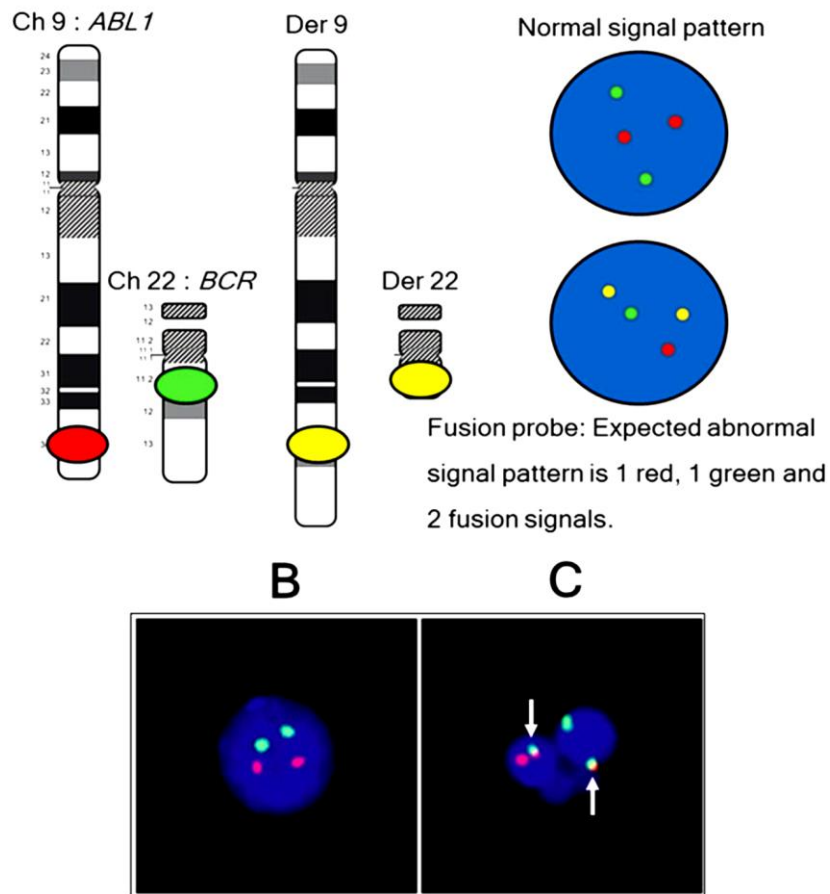 Ch 9 : ABL1
Der 9
Normal signal pattern
24
23
22
21
13
12
11
11
12
13
21
22
31
32
33
Ch 22 : BCR
13
12
11.2
11.1
11.2
12
13
Der 22
Fusion probe: Expected abnormal
signal pattern is 1 red, 1 green and
2 fusion signals.
B
C